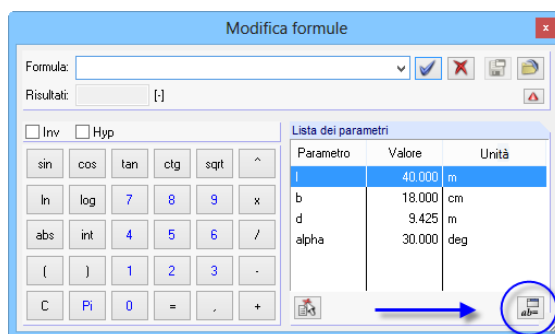 Modifica formule
x
Formula:
Risultati: [-]
Inv Hyp
sin cos tan ctg sqrt ^
ln log 7 8 9 x
abs int 4 5 6 /
( ) 1 2 3 -
C Pi 0 = , +
Lista dei parametri
Parametro Valore Unità
l 40.000 m
b 18.000 cm
d 9.425 m
alpha 30.000 deg
ab=